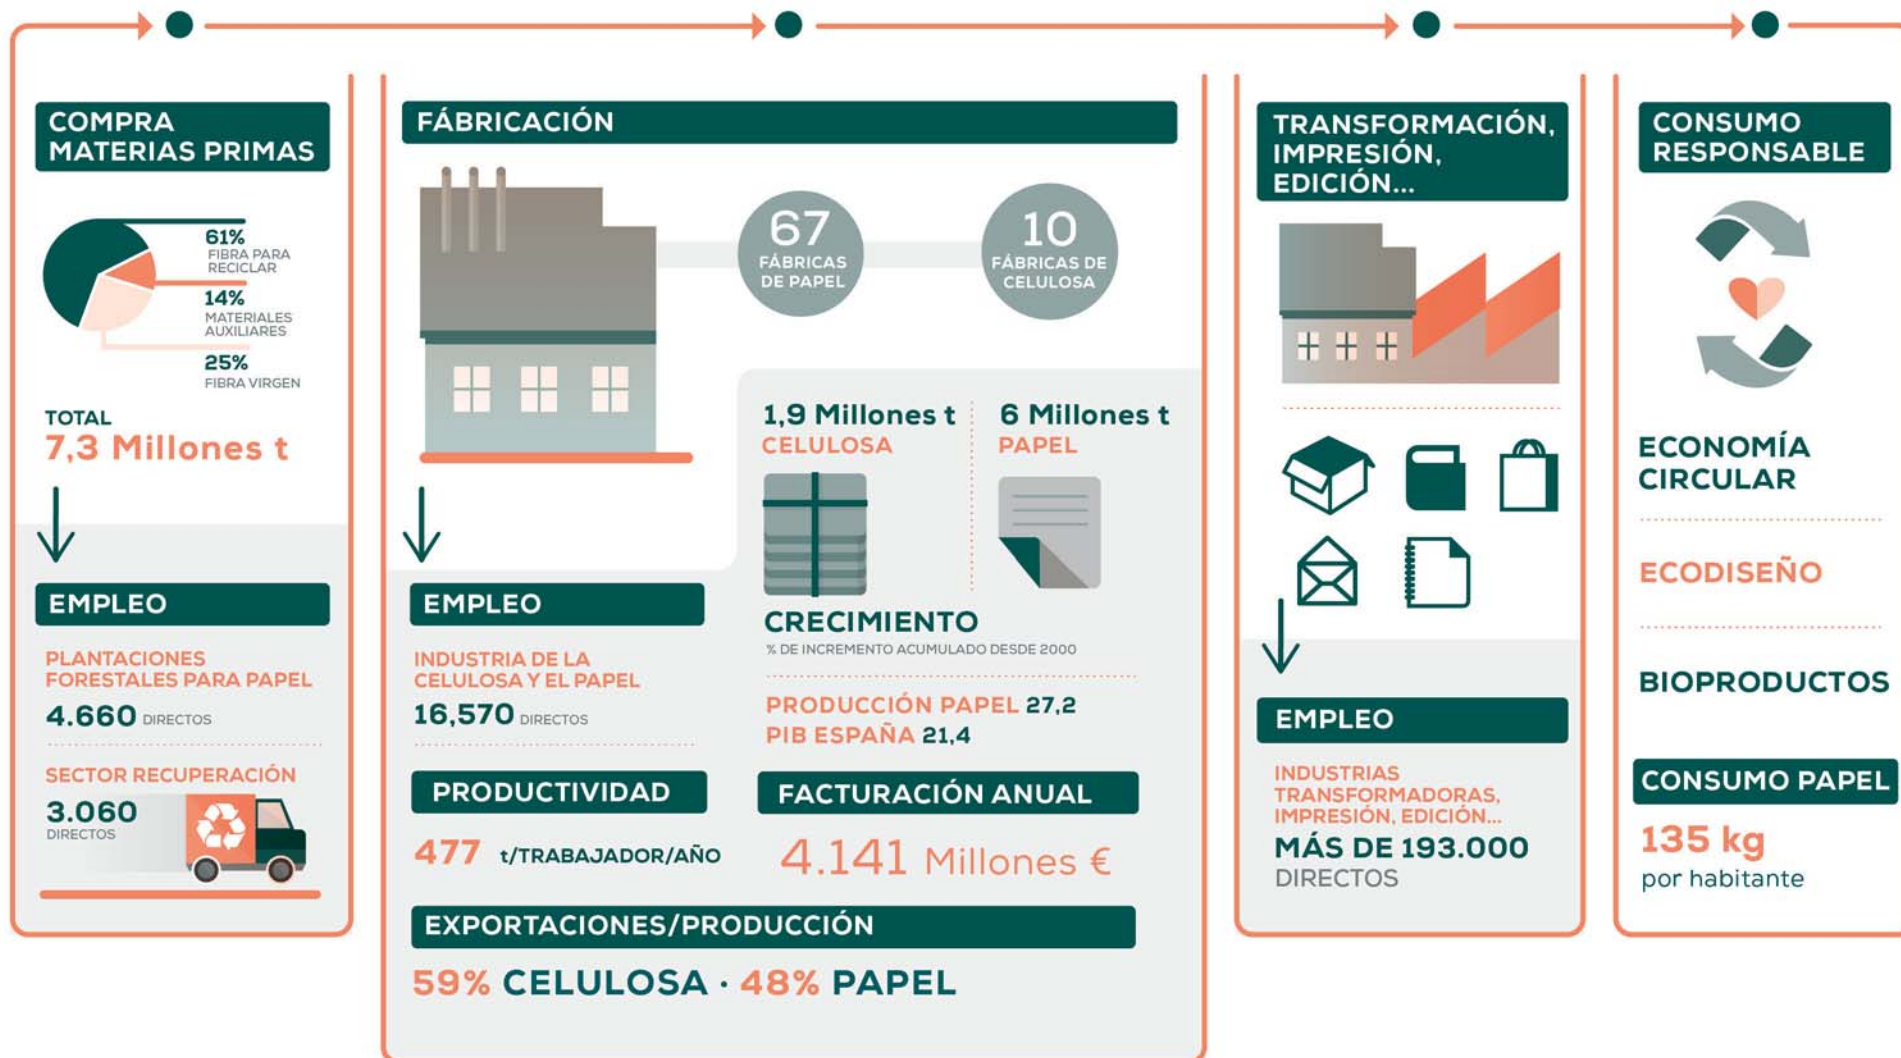 COMPRA
MATERIAS PRIMAS
61%
FIBRA PARA
RECICLAR
14%
MATERIALES
AUXILIARES
25%
FIBRA VIRGEN
TOTAL
7,3 Millones t
EMPLEO
PLANTACIONES
FORESTALES PARA PAPEL
4.660 DIRECTOS
SECTOR RECUPERACIÓN
3.060
DIRECTOS
FÁBRICACIÓN
67
FÁBRICAS
DE PAPEL
10
FÁBRICAS DE
CELULOSA
1,9 Millones t
CELULOSA
6 Millones t
PAPEL
CRECIMIENTO
% DE INCREMENTO ACUMULADO DESDE 2000
PRODUCCIÓN PAPEL 27,2
PIB ESPAÑA 21,4
EMPLEO
INDUSTRIA DE LA
CELULOSA Y EL PAPEL
16,570 DIRECTOS
PRODUCTIVIDAD
477 t/TRABAJADOR/AÑO
FACTURACIÓN ANUAL
4.141 Millones €
EXPORTACIONES/PRODUCCIÓN
59% CELULOSA · 48% PAPEL
TRANSFORMACIÓN,
IMPRESIÓN,
EDICIÓN...
EMPLEO
INDUSTRIAS
TRANSFORMADORAS,
IMPRESIÓN, EDICIÓN...
MÁS DE 193.000
DIRECTOS
CONSUMO
RESPONSABLE
ECONOMÍA
CIRCULAR
ECODISEÑO
BIOPRODUCTOS
CONSUMO PAPEL
135 kg
por habitante